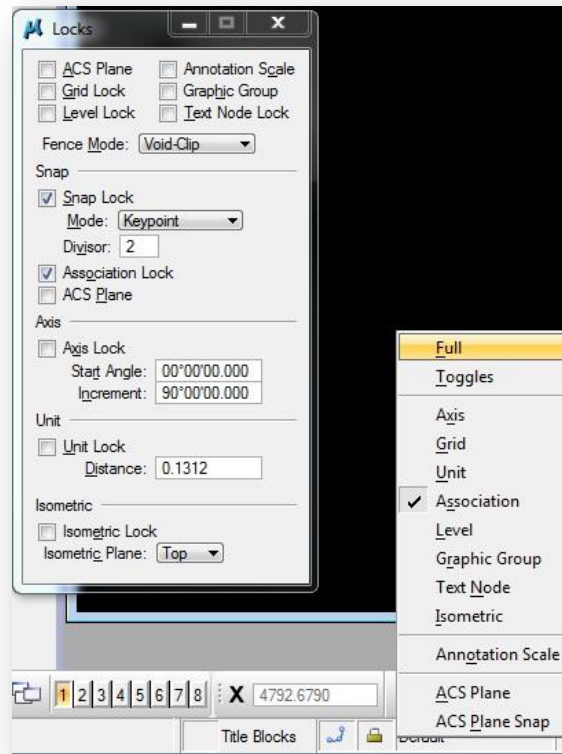 Locks
ACS Plane Annotation Scale
Grid Lock Graphic Group
Level Lock Text Node Lock
Fence Mode: Void-Clip
Snap
Snap Lock
Mode: Keypoint
Divisor: 2
Association Lock
ACS Plane
Axis
Axis Lock
Start Angle: 00°00'00.000
Increment: 90°00'00.000
Unit
Unit Lock
Distance: 0.1312
Isometric
Isometric Lock
Isometric Plane: Top
Full
Toggles
Axis
Grid
Unit
Association
Level
Graphic Group
Text Node
Isometric
Annotation Scale
ACS Plane
ACS Plane Snap
1 2 3 4 5 6 7 8 X 4792.6790
Title Blocks Default